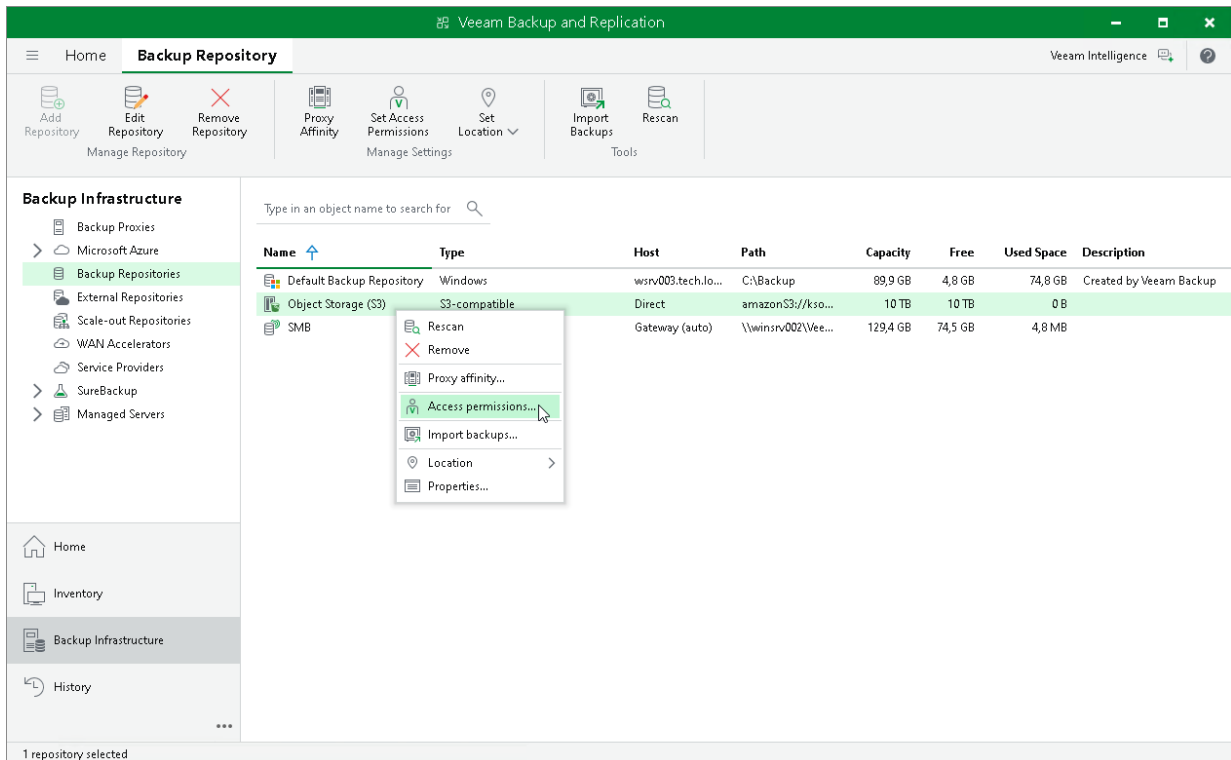 Veeam Backup and Replication
Home Backup Repository Veeam Intelligence
Add Repository Edit Repository Remove Repository Proxy Affinity Set Access Permissions Set Location Import Backups Rescan
Manage Repository Manage Settings Tools
Backup Infrastructure
Backup Proxies
Microsoft Azure
Backup Repositories
External Repositories
Scale-out Repositories
WAN Accelerators
Service Providers
SureBackup
Managed Servers
Type in an object name to search for
Name Type Host Path Capacity Free Used Space Description
Default Backup Repository Windows wsrv003.tech.lo... C:\Backup 89,9 GB 4,8 GB 74,8 GB Created by Veeam Backup
Object Storage (S3) S3-compatible Direct amazonS3://kso... 10 TB 10 TB 0 B
SMB Gateway (auto) \\winsrv002\Vee... 129,4 GB 74,5 GB 4,8 MB
Rescan
Remove
Proxy affinity...
Access permissions...
Import backups...
Location
Properties...
Home
Inventory
Backup Infrastructure
History
1 repository selected